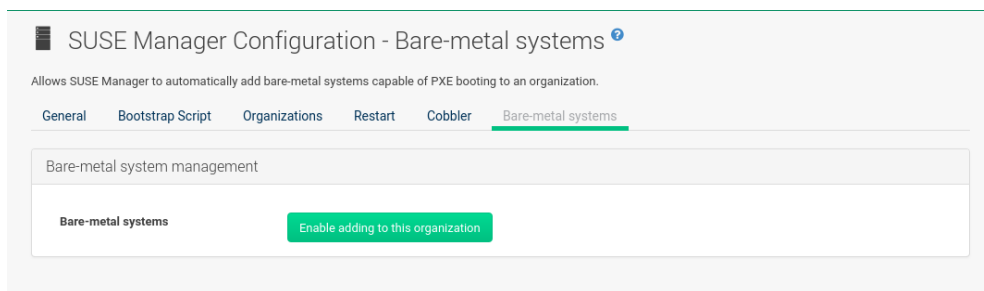 SUSE Manager Configuration - Bare-metal systems ?
Allows SUSE Manager to automatically add bare-metal systems capable of PXE booting to an organization.
General Bootstrap Script Organizations Restart Cobbler Bare-metal systems
Bare-metal system management
Bare-metal systems Enable adding to this organization